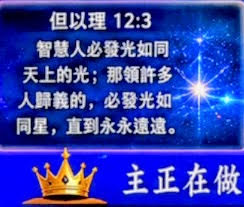 但以理 12:3
智慧人必發光如同
天上的光；那領許多
人歸義的，必發光如
同星，直到永永遠遠。
主正在做